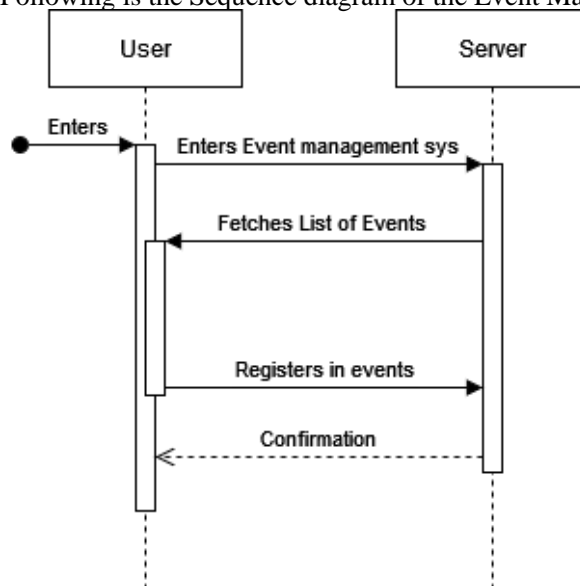 Following is the Sequence diagram of the Event Ma
User
Server
Enters
Enters Event management sys
Fetches List of Events
Registers in events
Confirmation